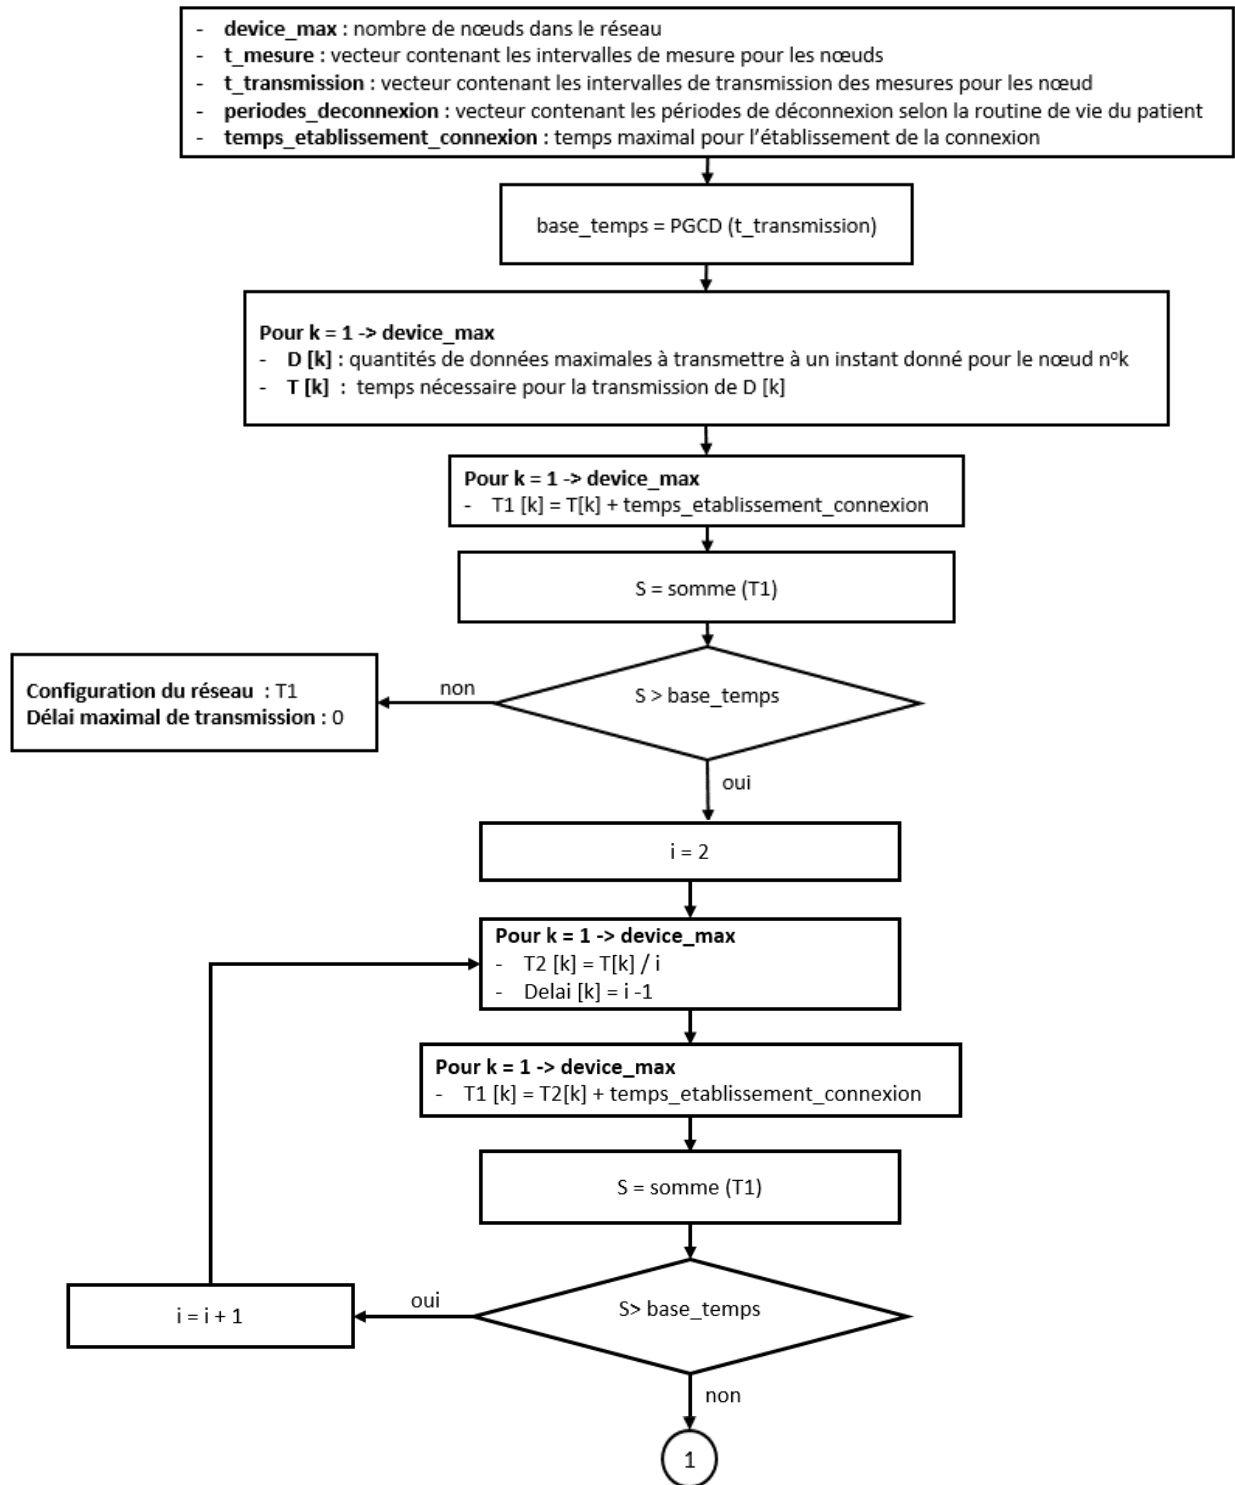 - device_max : nombre de nœuds dans le réseau
- t_mesure : vecteur contenant les intervalles de mesure pour les nœuds
- t_transmission : vecteur contenant les intervalles de transmission des mesures pour les nœud
- periodes_deconnexion : vecteur contenant les périodes de déconnexion selon la routine de vie du patient
- temps_etablissement_connexion : temps maximal pour l’établissement de la connexion
base_temps = PGCD (t_transmission)
Pour k = 1 -> device_max
- D [k] : quantités de données maximales à transmettre à un instant donné pour le nœud nºk
- T [k] : temps nécessaire pour la transmission de D [k]
Pour k = 1 -> device_max
- T1 [k] = T[k] + temps_etablissement_connexion
S = somme (T1)
S > base_temps
non
Configuration du réseau : T1
Délai maximal de transmission : 0
oui
i = 2
Pour k = 1 -> device_max
- T2 [k] = T[k] / i
- Delai [k] = i -1
Pour k = 1 -> device_max
- T1 [k] = T2[k] + temps_etablissement_connexion
S = somme (T1)
S> base_temps
oui
i = i + 1
non
1